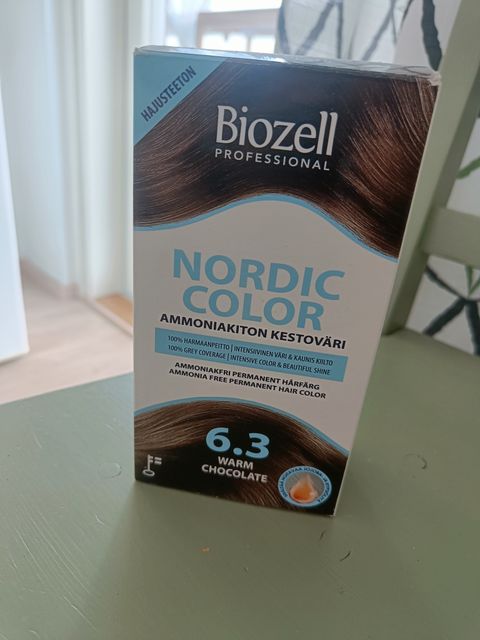 HAJUSTEETON
Biozell
PROFESSIONAL
NORDIC
COLOR
AMMONIAKITON KESTOVÄRI
100% HARMAANPEITTO | INTENSIIVINEN VÄRI & KAUNIS KIILTO
100% GREY COVERAGE | INTENSIVE COLOR & BEAUTIFUL SHINE
AMMONIAKFRI PERMANENT HÅRFÄRG
AMMONIA FREE PERMANENT HAIR COLOR
6.3
WARM
CHOCOLATE